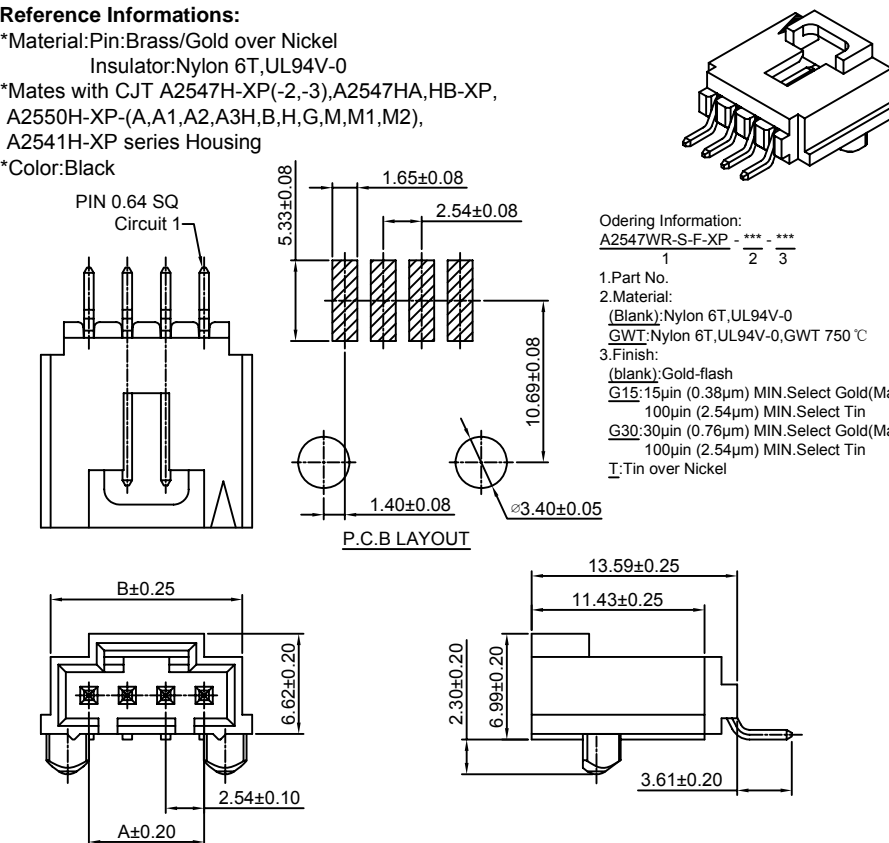 Reference Informations:
*Material:Pin:Brass/Gold over Nickel
Insulator:Nylon 6T,UL94V-0
*Mates with CJT A2547H-XP(-2,-3),A2547HA,HB-XP,
A2550H-XP-(A,A1,A2,A3H,B,H,G,M,M1,M2),
A2541H-XP series Housing
*Color:Black
PIN 0.64 SQ
Circuit 1
5.33±0.08
1.65±0.08
2.54±0.08
10.69±0.08
1.40±0.08
⌀3.40±0.05
P.C.B LAYOUT
Odering Information:
A2547WR-S-F-XP - *** - ***
1 2 3
1.Part No.
2.Material:
(Blank):Nylon 6T,UL94V-0
GWT:Nylon 6T,UL94V-0,GWT 750℃
3.Finish:
(blank):Gold-flash
G15:15μin (0.38μm) MIN.Select Gold(Ma
100μin (2.54μm) MIN.Select Tin
G30:30μin (0.76μm) MIN.Select Gold(Ma
100μin (2.54μm) MIN.Select Tin
T:Tin over Nickel
B±0.25
6.62±0.20
2.54±0.10
A±0.20
13.59±0.25
11.43±0.25
2.30±0.20
6.99±0.20
3.61±0.20